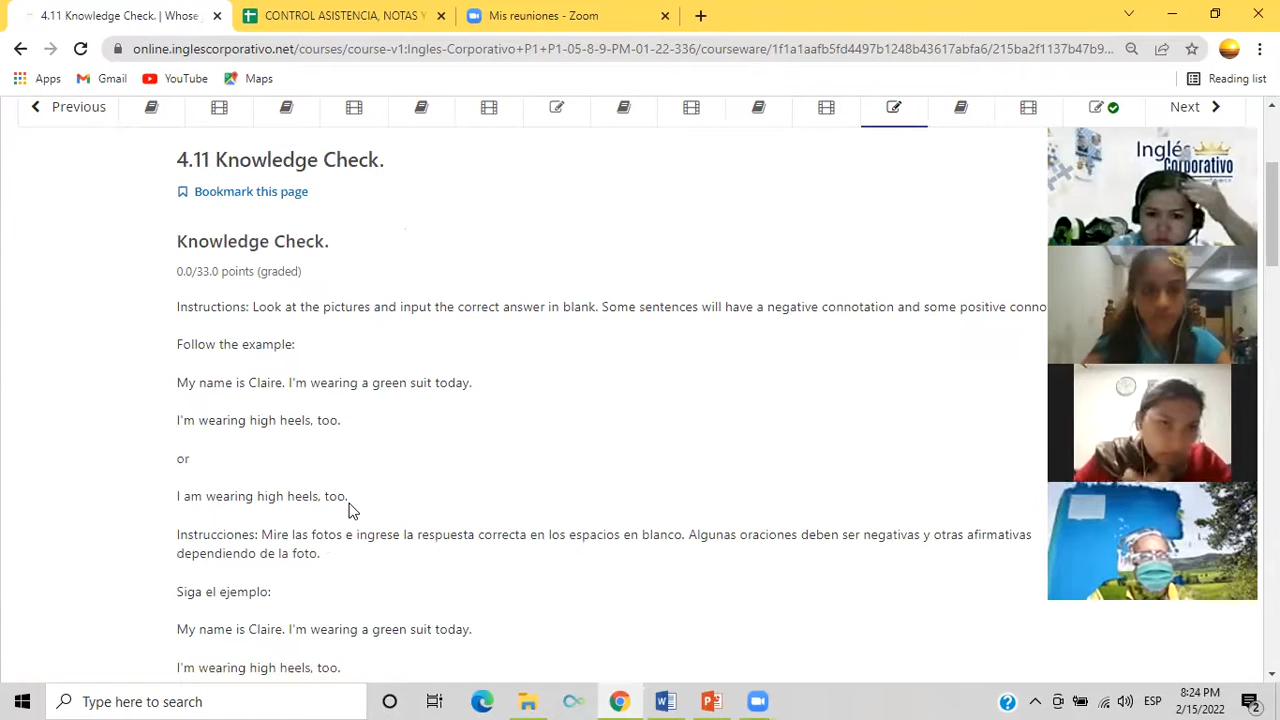 4.11 Knowledge Check. | Whose
CONTROL ASISTENCIA, NOTAS Y
Mis reuniones - Zoom
online.inglescorporativo.net/courses/course-v1:Ingles-Corporativo+P1+P1-05-8-9-PM-01-22-336/courseware/1f1a1aafb5fd4497b1248b43617abfa6/215ba2f1137b47b9...
Apps Gmail YouTube Maps Reading list
Previous Next
4.11 Knowledge Check.
Bookmark this page
Inglés
Corporativo
Knowledge Check.
0.0/33.0 points (graded)
Instructions: Look at the pictures and input the correct answer in blank. Some sentences will have a negative connotation and some positive conno
Follow the example:
My name is Claire. I'm wearing a green suit today.
I'm wearing high heels, too.
or
I am wearing high heels, too.
Instrucciones: Mire las fotos e ingrese la respuesta correcta en los espacios en blanco. Algunas oraciones deben ser negativas y otras afirmativas
dependiendo de la foto.
Siga el ejemplo:
My name is Claire. I'm wearing a green suit today.
I'm wearing high heels, too.
Type here to search
ESP
8:24 PM
2/15/2022
2